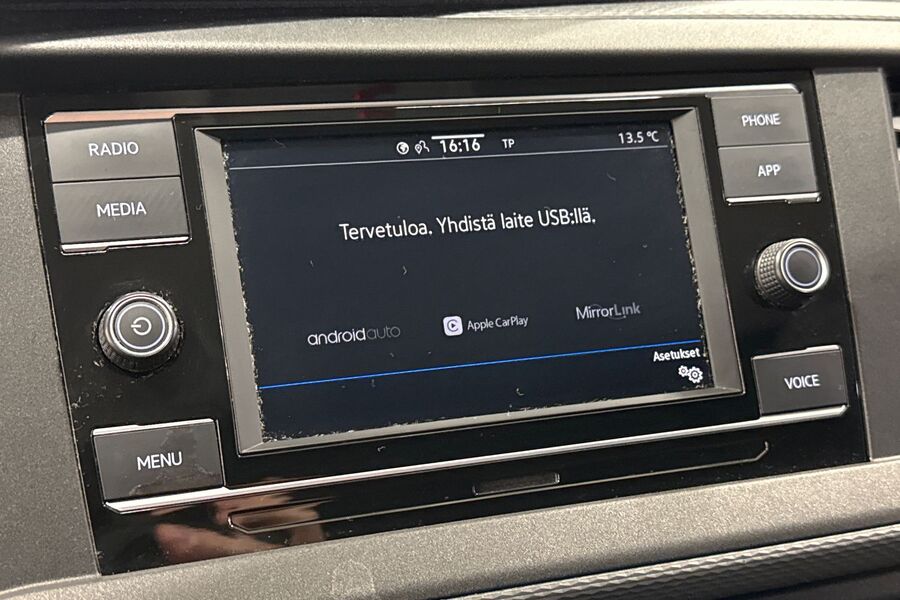 RADIO
MEDIA
MENU
16:16 TP 13.5 °C
Tervetuloa. Yhdistä laite USB:llä.
androidauto
Apple CarPlay
MirrorLink
Asetukset
PHONE
APP
VOICE